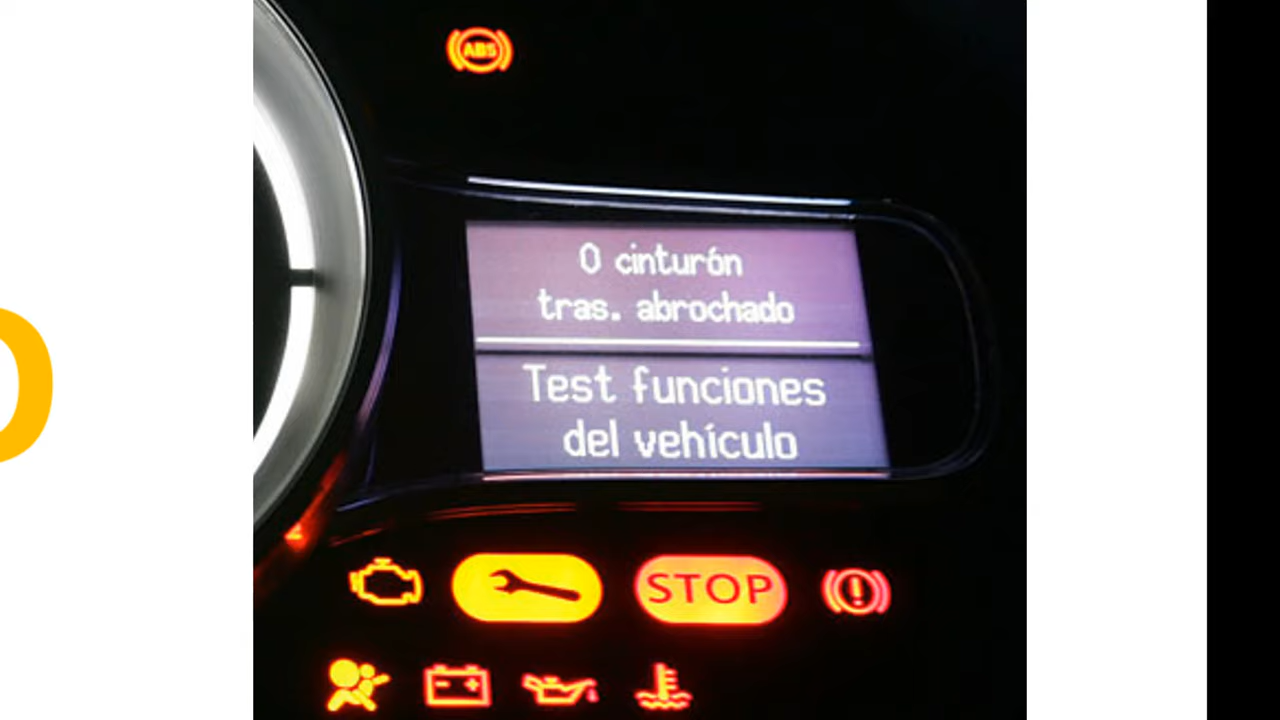 ABS
0 cinturón
tras. abrochado
Test funciones
del vehículo
STOP